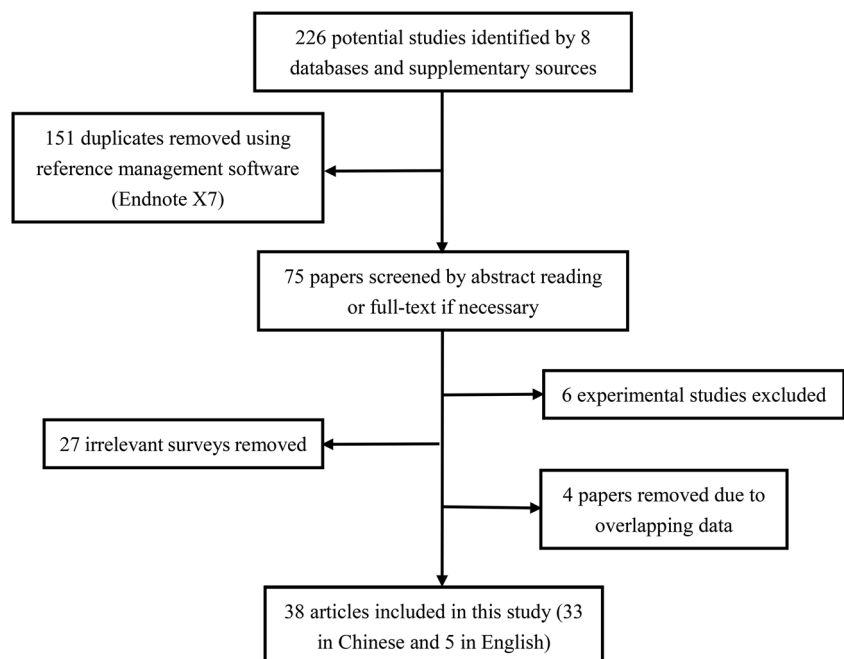 226 potential studies identified by 8
databases and supplementary sources
151 duplicates removed using
reference management software
(Endnote X7)
75 papers screened by abstract reading
or full-text if necessary
6 experimental studies excluded
27 irrelevant surveys removed
4 papers removed due to
overlapping data
38 articles included in this study (33
in Chinese and 5 in English)